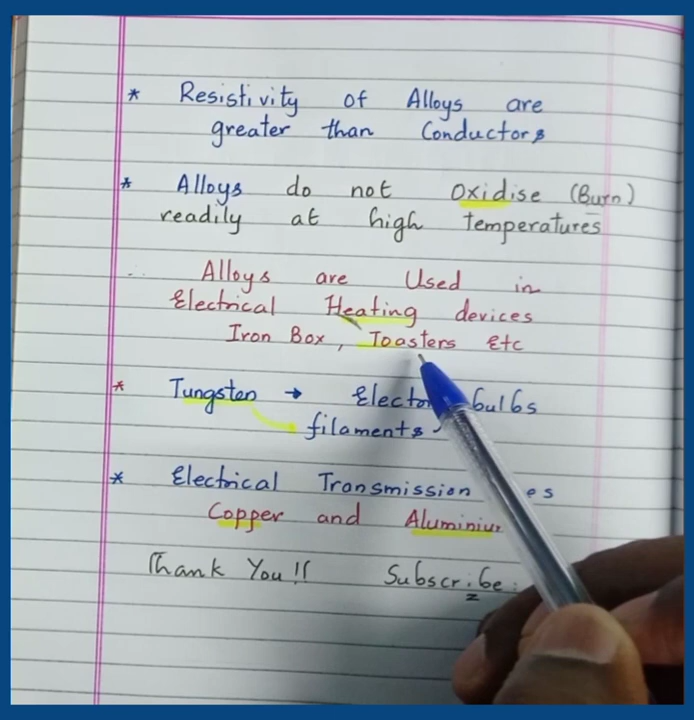 * Resistivity of Alloys are
greater than Conductors
* Alloys do not Oxidise (Burn)
readily at high temperatures
∴ Alloys are Used in
Electrical Heating devices
Iron Box, Toasters etc
* Tungsten → bulbs
filaments
* Electrical Transmission
Copper and
Thank You !! Subscribe